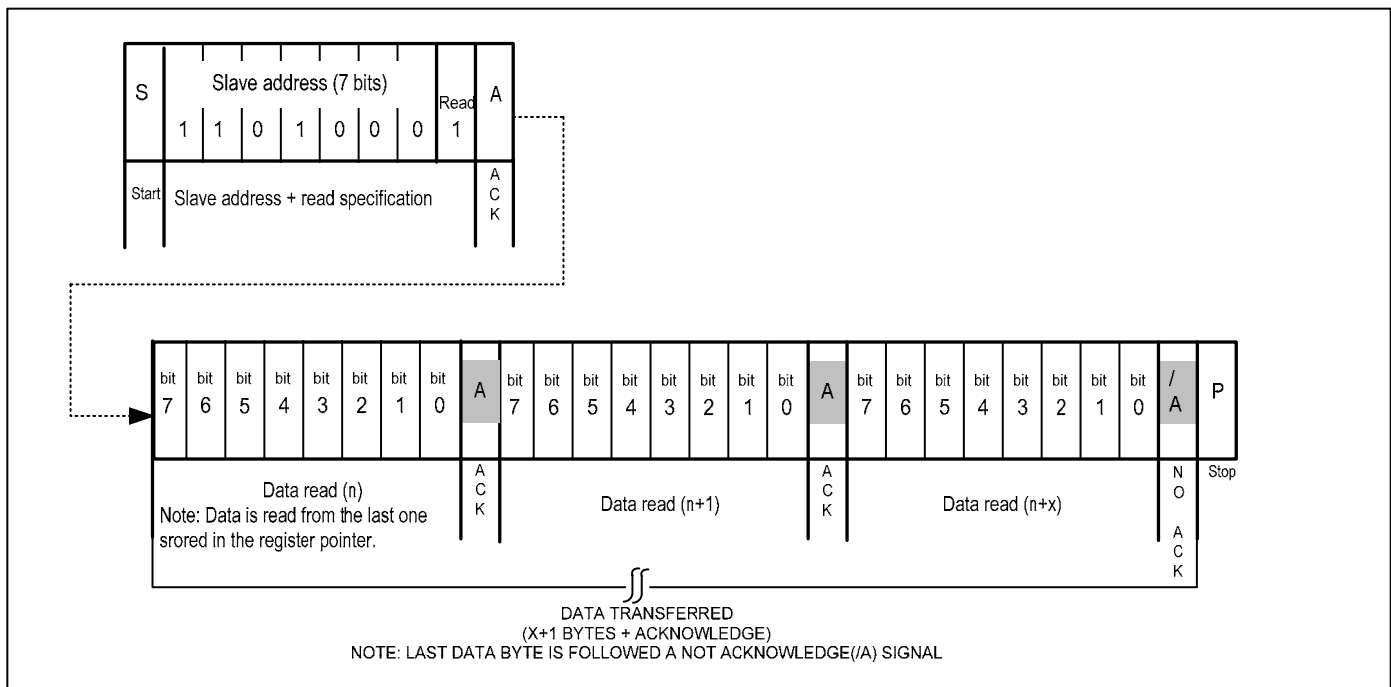 S
Slave address (7 bits)
Read
A
1 1 0 1 0 0 0 1
Start
Slave address + read specification
A
C
K
bit bit bit bit bit bit bit bit A bit bit bit bit bit bit bit bit A bit bit bit bit bit bit bit bit / P
7 6 5 4 3 2 1 0 7 6 5 4 3 2 1 0 7 6 5 4 3 2 1 0 A
Data read (n)
Note: Data is read from the last one
srored in the register pointer.
A
C
K
Data read (n+1)
A
C
K
Data read (n+x)
N
O
A
C
K
Stop
DATA TRANSFERRED
(X+1 BYTES + ACKNOWLEDGE)
NOTE: LAST DATA BYTE IS FOLLOWED A NOT ACKNOWLEDGE(/A) SIGNAL